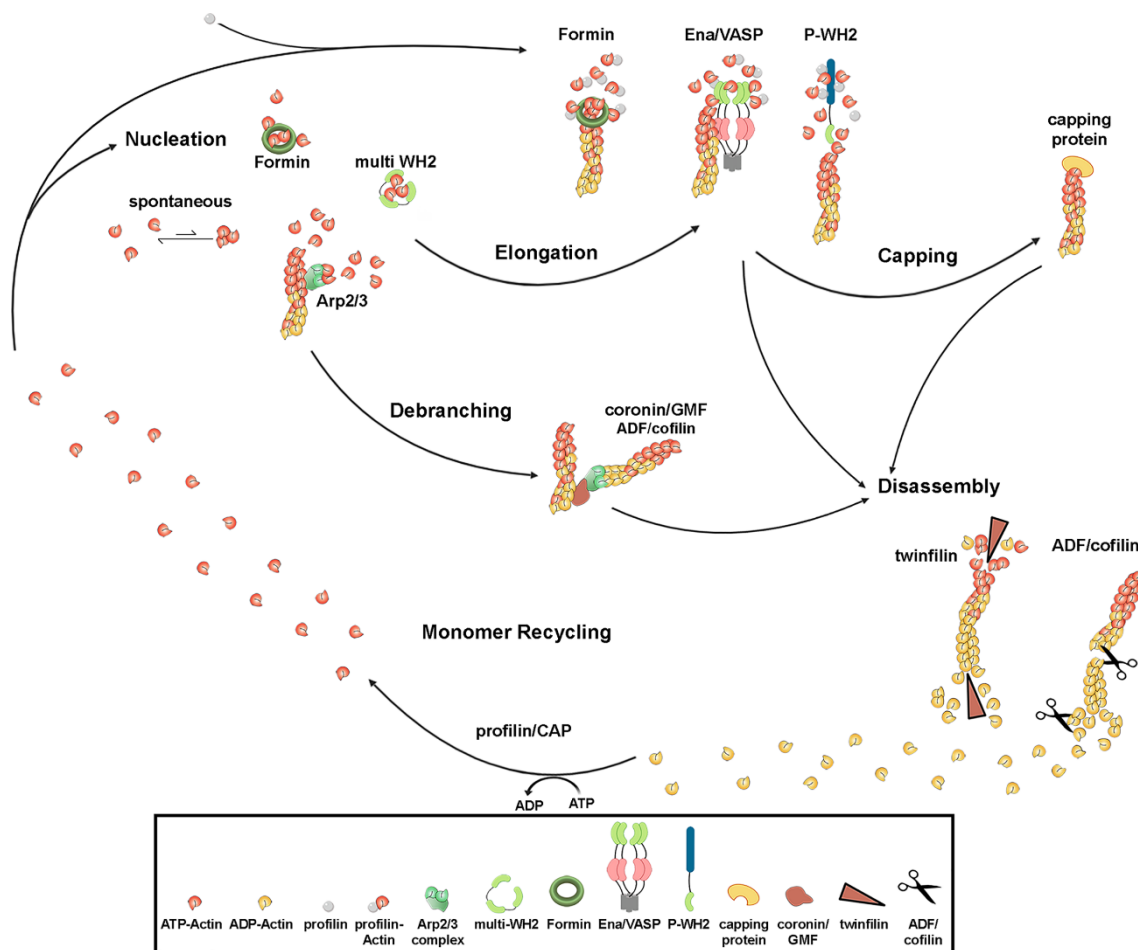 Formin
Ena/VASP
P-WH2
capping
protein
Nucleation
Formin
multi WH2
spontaneous
Elongation
Capping
Arp2/3
Debranching
coronin/GMF
ADF/cofilin
Disassembly
twinfilin
ADF/cofilin
Monomer Recycling
profilin/CAP
ADP
ATP
ATP-Actin
ADP-Actin
profilin
profilin-
Actin
Arp2/3
complex
multi-WH2
Formin
Ena/VASP
P-WH2
capping
protein
coronin/
GMF
twinfilin
ADF/
cofilin